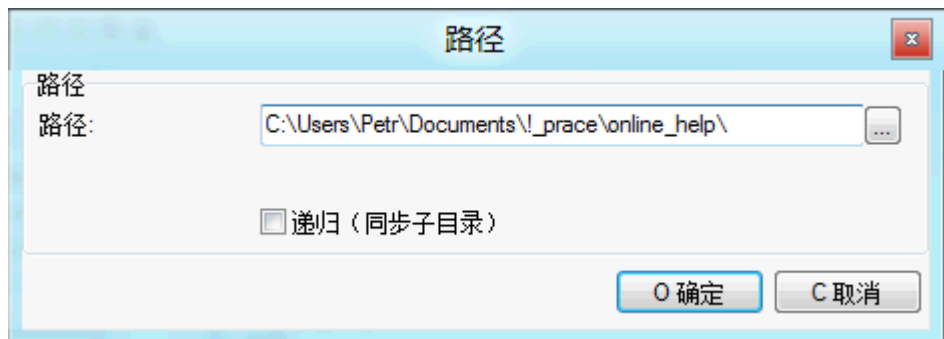 路径
路径
路径: C:\Users\Petr\Documents\!_prace\online_help\ ...
递归（同步子目录）
O 确定 C 取消